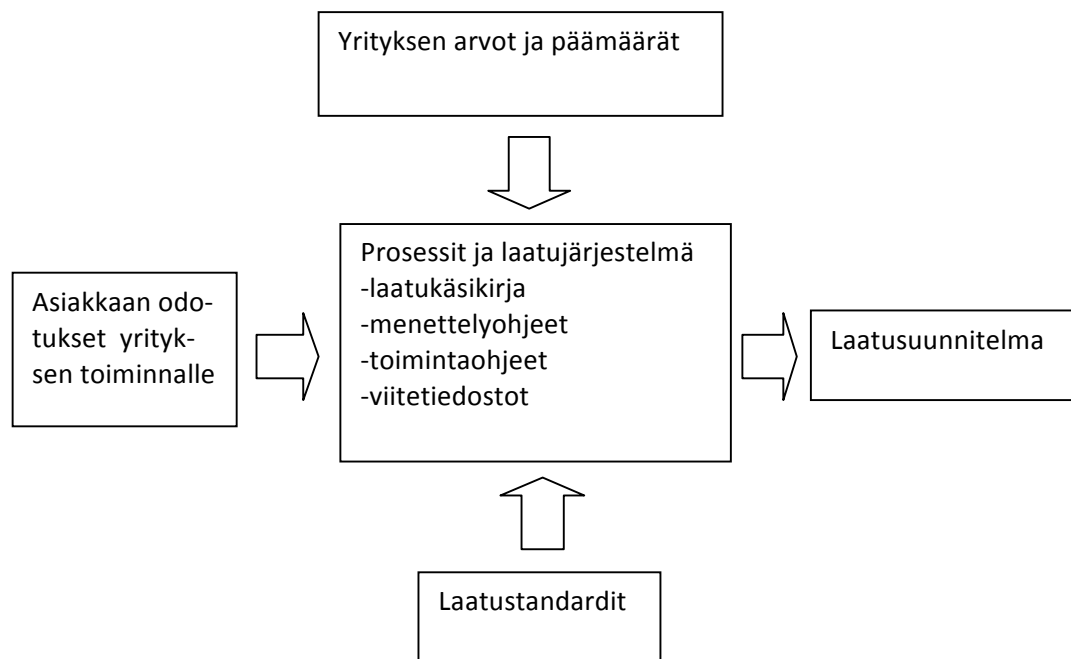 Yrityksen arvot ja päämäärät
Prosessit ja laatujärjestelmä
-laatukäsikirja
-menettelyohjeet
-toimintaohjeet
-viitetiedostot
Asiakkaan odo-
tukset yrityk-
sen toiminnalle
Laatusuunnitelma
Laatustandardit